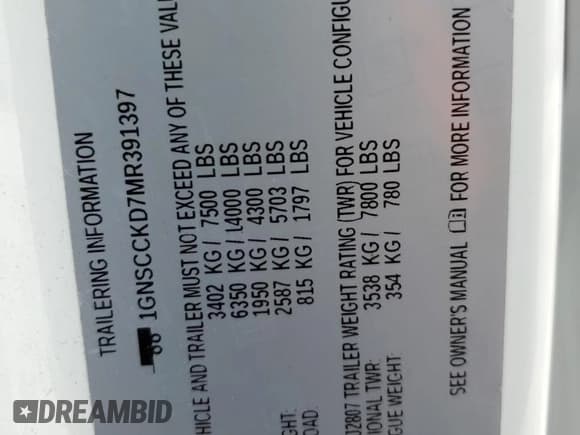 TRAILERING INFORMATION
1GNSCCKD7MR391397
HICLE AND TRAILER MUST NOT EXCEED ANY OF THESE VALU
3402 KG / 7500 LBS
6350 KG / 14000 LBS
1950 KG / 4300 LBS
2587 KG / 5703 LBS
GHT:
815 KG / 1797 LBS
OAD:
J2807 TRAILER WEIGHT RATING (TWR) FOR VEHICLE CONFIGU
IONAL TWR: 3538 KG / 7800 LBS
GUE WEIGHT: 354 KG / 780 LBS
SEE OWNER'S MANUAL FOR MORE INFORMATION
DREAMBID